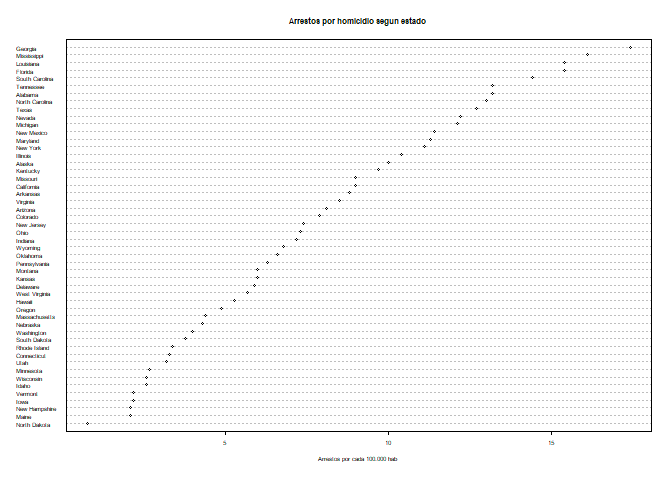 Arrestos por homicidio segun estado
Georgia
Mississippi
Louisiana
Florida
South Carolina
Tennessee
Alabama
North Carolina
Texas
Nevada
Michigan
New Mexico
Maryland
New York
Illinois
Alaska
Kentucky
Missouri
California
Arkansas
Virginia
Arizona
Colorado
New Jersey
Ohio
Indiana
Wyoming
Oklahoma
Pennsylvania
Montana
Kansas
Delaware
West Virginia
Hawaii
Oregon
Massachusetts
Nebraska
Washington
South Dakota
Rhode Island
Connecticut
Utah
Minnesota
Wisconsin
Idaho
Vermont
Iowa
New Hampshire
Maine
North Dakota
5 10 15
Arrestos por cada 100.000 hab